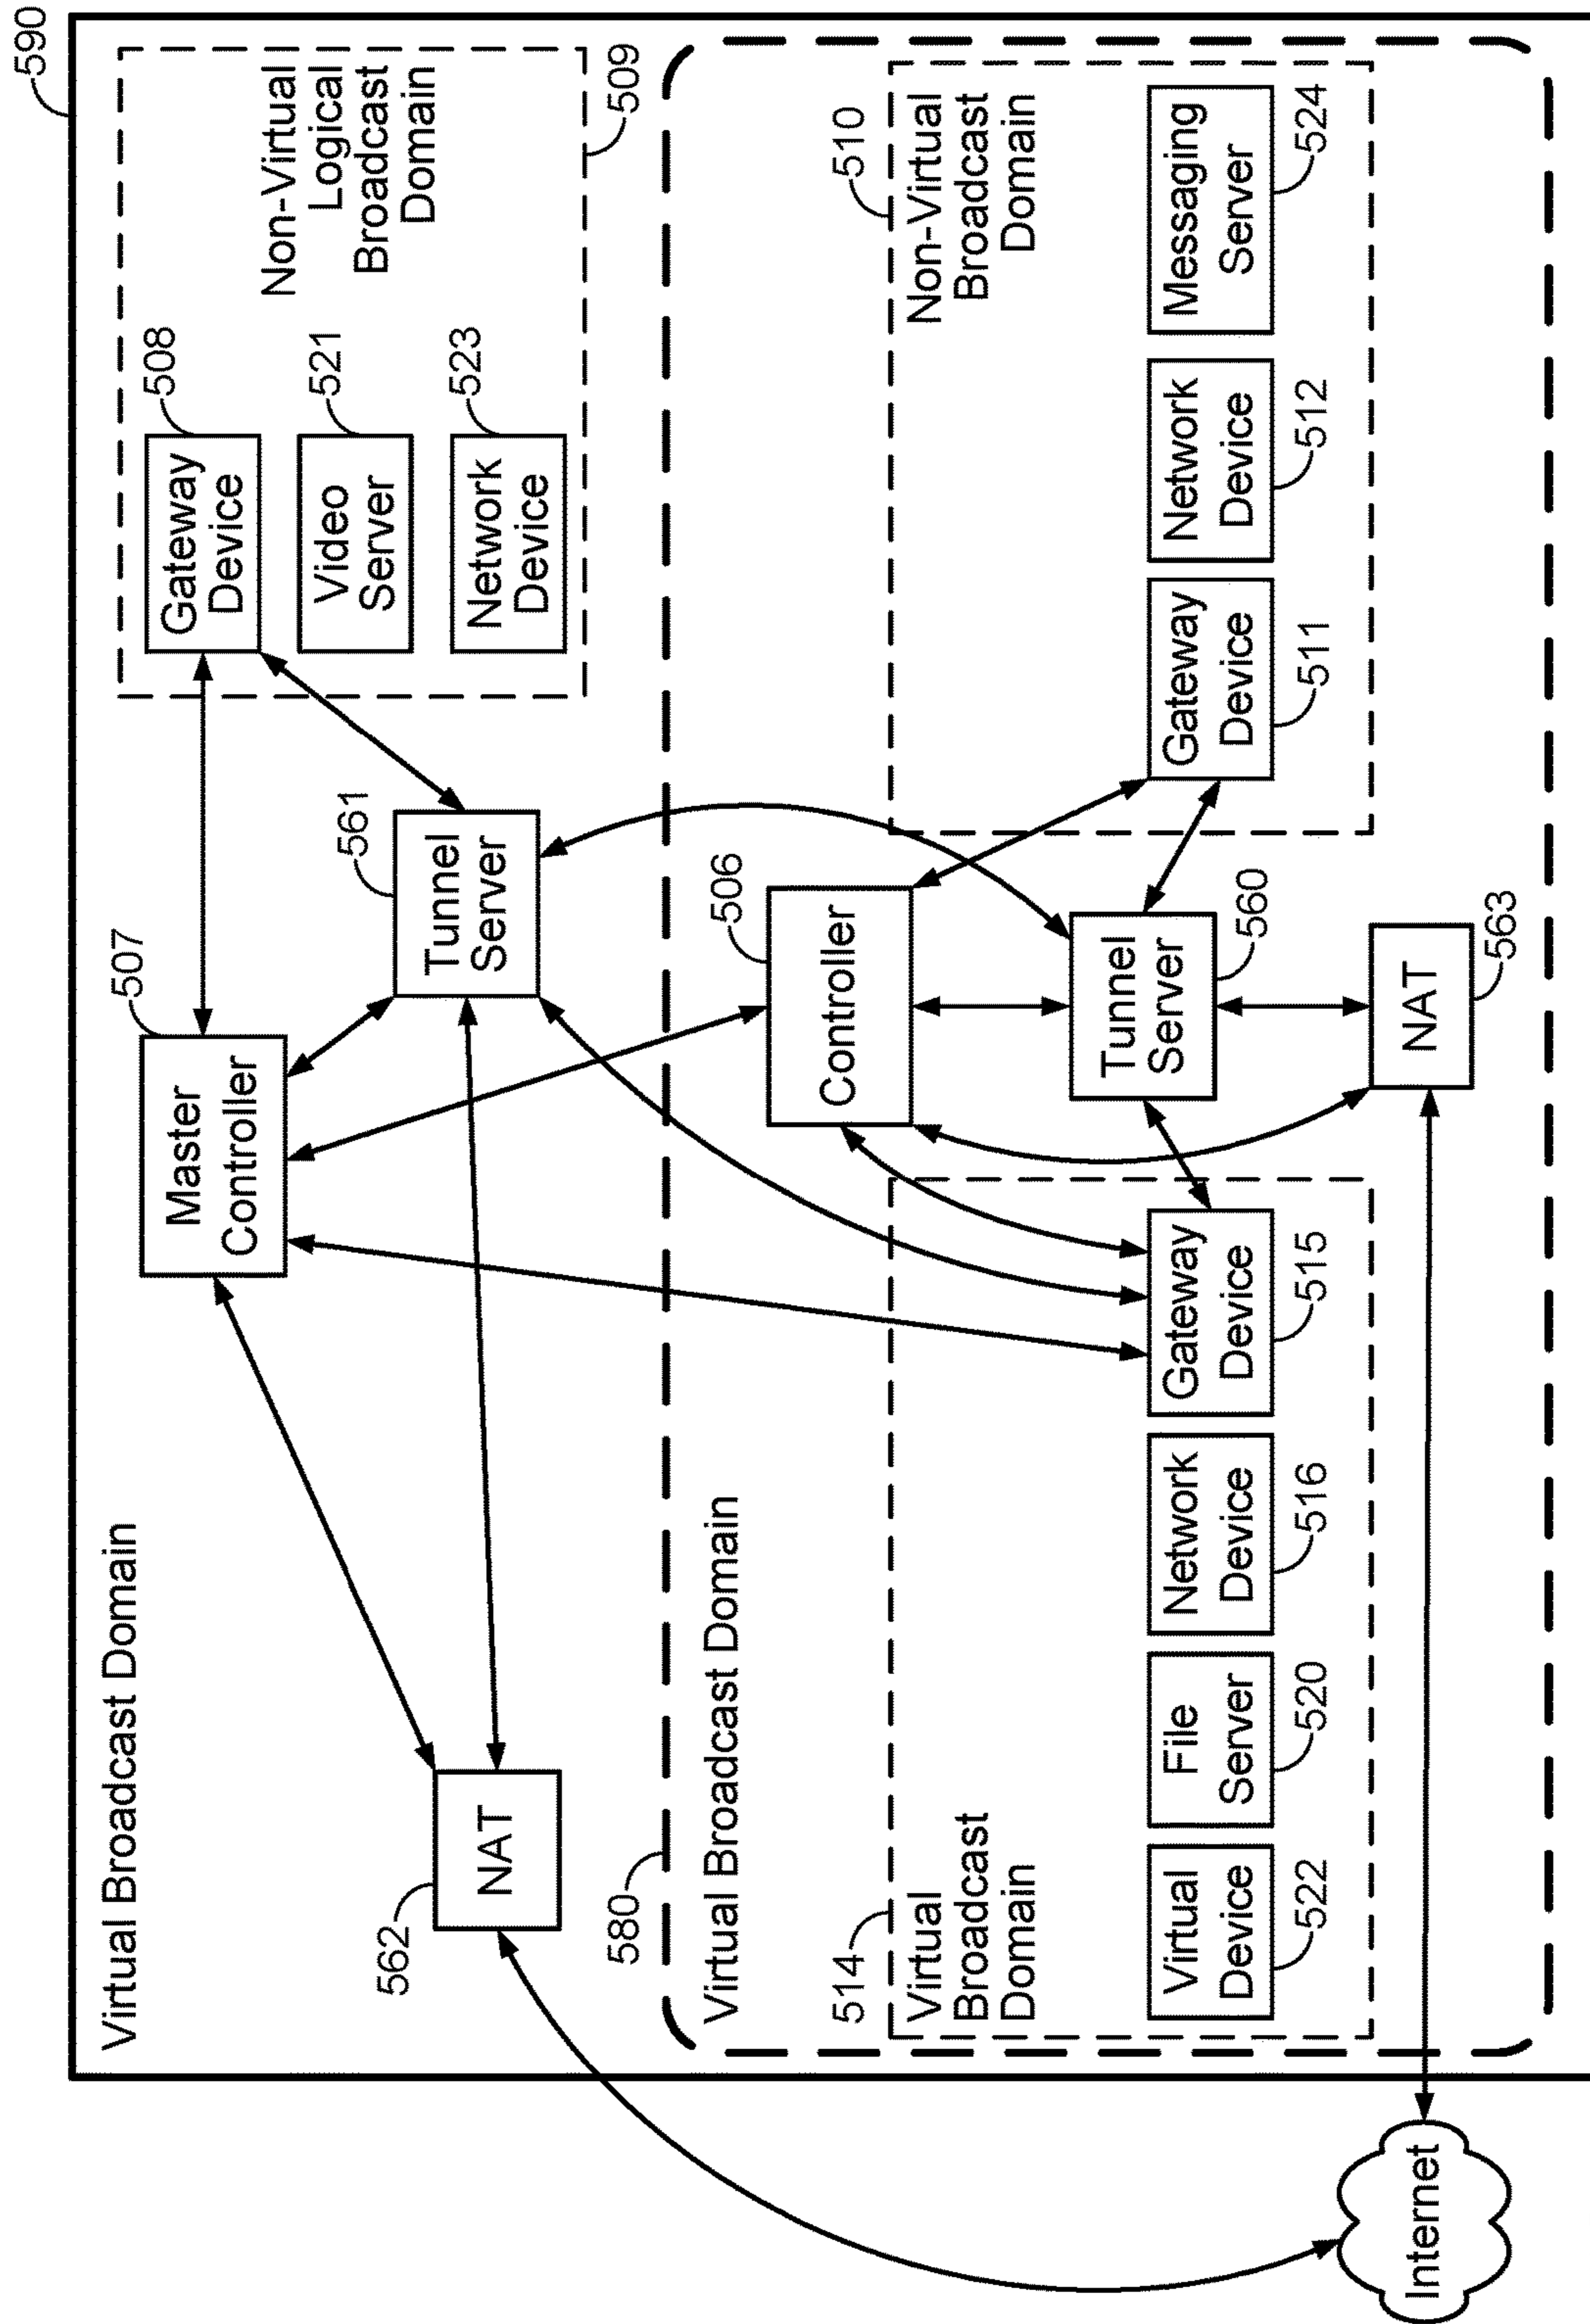 590
Virtual Broadcast Domain
507
Master
Controller
508
Gateway
Device
521
Video
Server
523
Network
Device
Non-Virtual
Logical
Broadcast
Domain
509
561
Tunnel
Server
562
NAT
580
Virtual Broadcast Domain
506
Controller
514
Virtual
Broadcast
Domain
Virtual
Device
522
File
Server
520
Network
Device
516
Gateway
Device
515
Tunnel
Server
560
NAT
563
510
Non-Virtual
Broadcast
Domain
Gateway
Device
511
Network
Device
512
Messaging
Server
524
Internet